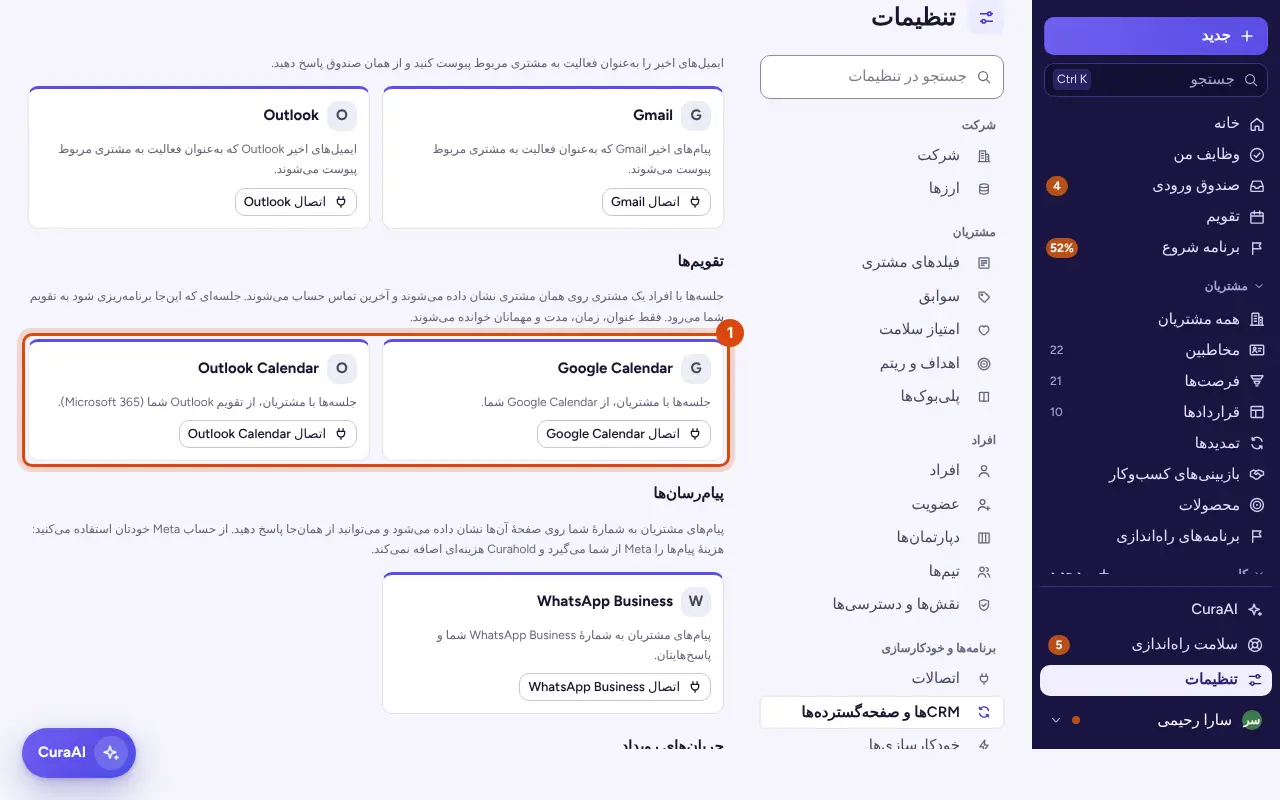 جدید
جستجو
Ctrl K
خانه
وظایف من
صندوق ورودی
4
تقویم
برنامه شروع
52%
مشتریان
همه مشتریان
مخاطبین
22
فرصت‌ها
21
قراردادها
10
تمدیدها
بازبینی‌های کسب‌وکار
محصولات
برنامه‌های راه‌اندازی
CuraAI
سلامت راه‌اندازی
5
تنظیمات
سر
سارا رحیمی
تنظیمات
جستجو در تنظیمات
شرکت
شرکت
ارزها
مشتریان
فیلدهای مشتری
سوابق
امتیاز سلامت
اهداف و ریتم
پلی‌بوک‌ها
افراد
افراد
عضویت
دپارتمان‌ها
تیم‌ها
نقش‌ها و دسترسی‌ها
برنامه‌ها و خودکارسازی
اتصالات
CRMها و صفحه‌گسترده‌ها
خودکارسازی‌ها
ایمیل‌های اخیر را به‌عنوان فعالیت به مشتری مربوط پیوست کنید و از همان صندوق پاسخ دهید.
G
Gmail
پیام‌های اخیر Gmail که به‌عنوان فعالیت به مشتری مربوط
پیوست می‌شوند.
اتصال Gmail
O
Outlook
ایمیل‌های اخیر Outlook که به‌عنوان فعالیت به مشتری مربوط
پیوست می‌شوند.
اتصال Outlook
تقویم‌ها
جلسه‌ها با افراد یک مشتری روی همان مشتری نشان داده می‌شوند و آخرین تماس حساب می‌شوند. جلسه‌ای که این‌جا برنامه‌ریزی شود به تقویم
شما می‌رود. فقط عنوان، زمان، مدت و مهمانان خوانده می‌شوند.
1
G
Google Calendar
جلسه‌ها با مشتریان، از Google Calendar شما.
اتصال Google Calendar
O
Outlook Calendar
جلسه‌ها با مشتریان، از تقویم Outlook شما (Microsoft 365).
اتصال Outlook Calendar
پیام‌رسان‌ها
پیام‌های مشتریان به شمارهٔ شما روی صفحهٔ آن‌ها نشان داده می‌شود و می‌توانید از همان‌جا پاسخ دهید. از حساب Meta خودتان استفاده می‌کنید:
هزینهٔ پیام‌ها را Meta از شما می‌گیرد و Curahold هزینه‌ای اضافه نمی‌کند.
W
WhatsApp Business
پیام‌های مشتریان به شمارهٔ WhatsApp Business شما و
پاسخ‌هایتان.
اتصال WhatsApp Business
جریان‌های رویداد
CuraAI